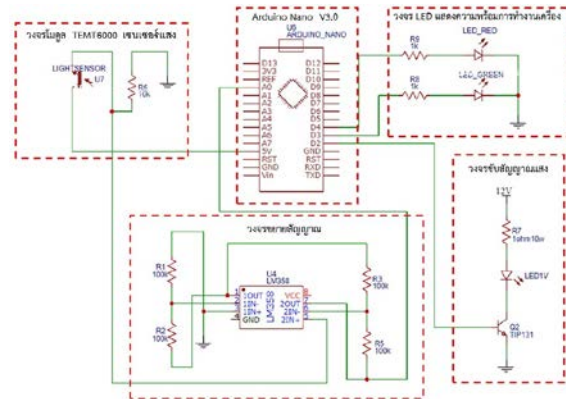 วงจรโมดูล TEMT6000 เซนเซอร์แสง
LIGHTSENSOR
U7
R6
10k
Arduino Nano V3.0
U5
ARDUINO_NANO
D13
3V3
REF
A0
A1
A2
A3
A4
A5
A6
A7
5V
RST
GND
Vin
D12
D11
D10
D9
D8
D7
D6
D5
D4
D3
D2
GND
RST
RXD
TXD
วงจร LED แสดงความพร้อมการทำงานเครื่อง
R9
1k
LED_RED
R8
1k
LED_GREEN
วงจรขับสัญญาณแสง
12V
R7
1ohm10w
LED1V
Q2
TIP131
วงจรขยายสัญญาณ
R1
100k
R2
100k
U4
LM358
1OUT
1IN-
1IN+
GND
LM358
VCC
2OUT
2IN-
2IN+
R3
100k
R5
100k